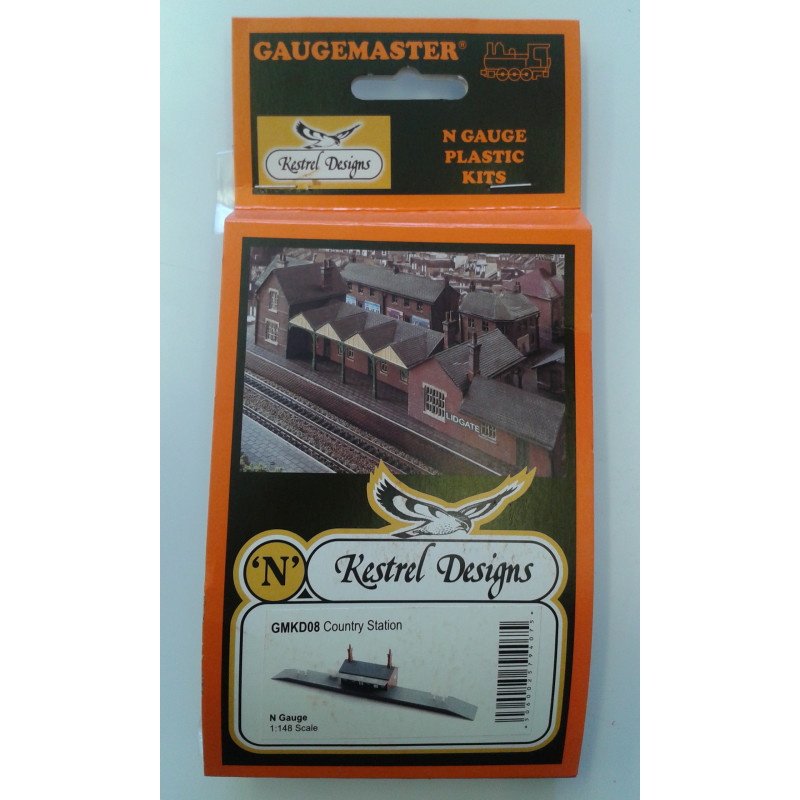 GAUGEMASTER®
Kestrel Designs
N GAUGE
PLASTIC
KITS
LIDGATE
'N'
Kestrel Designs
GMKD08 Country Station
N Gauge
1:148 Scale